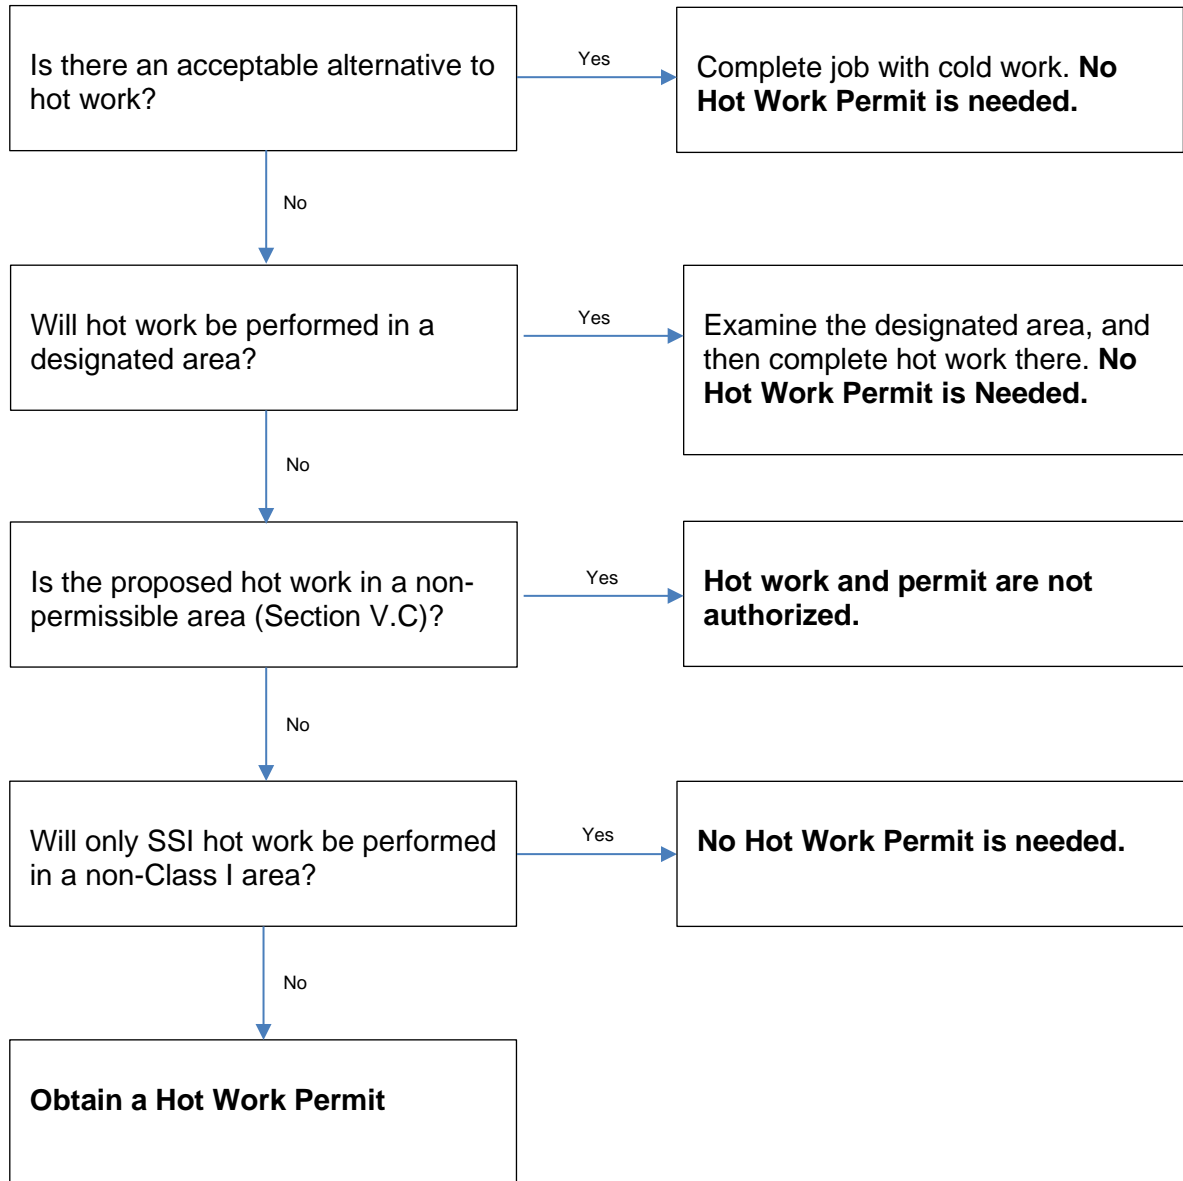 Is there an acceptable alternative to
hot work?
Yes
Complete job with cold work. No
Hot Work Permit is needed.
No
Will hot work be performed in a
designated area?
Yes
Examine the designated area, and
then complete hot work there. No
Hot Work Permit is Needed.
No
Is the proposed hot work in a non-
permissible area (Section V.C)?
Yes
Hot work and permit are not
authorized.
No
Will only SSI hot work be performed
in a non-Class I area?
Yes
No Hot Work Permit is needed.
No
Obtain a Hot Work Permit